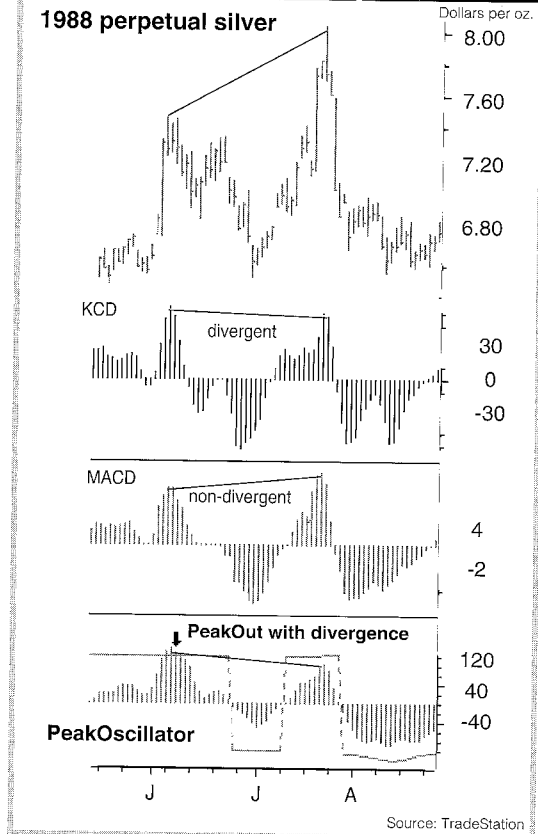 1988 perpetual silver
Dollars per oz.
8.00
7.60
7.20
6.80
KCD
divergent
30
0
-30
MACD
non-divergent
4
-2
PeakOut with divergence
120
40
-40
PeakOscillator
J J A
Source: TradeStation